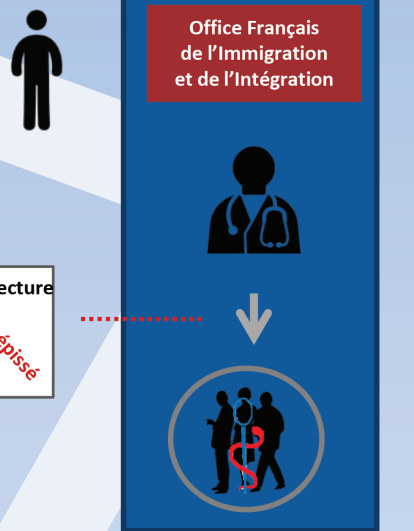 Office Français
de l'Immigration
et de l'Intégration
ecture
épissé